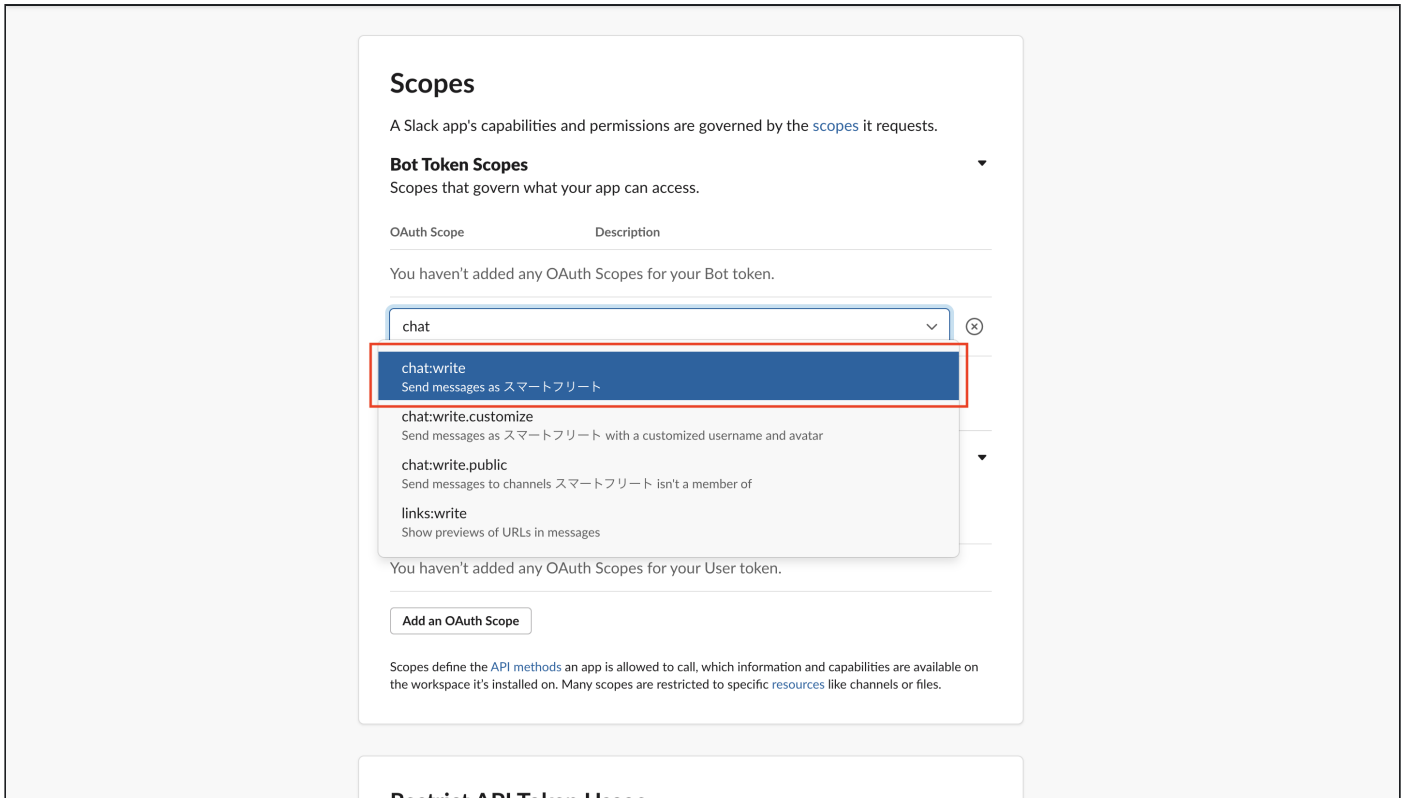 Scopes
A Slack app's capabilities and permissions are governed by the scopes it requests.
Bot Token Scopes
Scopes that govern what your app can access.
OAuth Scope Description
You haven't added any OAuth Scopes for your Bot token.
chat
chat:write
Send messages as スマートフリート
chat:write.customize
Send messages as スマートフリート with a customized username and avatar
chat:write.public
Send messages to channels スマートフリート isn't a member of
links:write
Show previews of URLs in messages
You haven't added any OAuth Scopes for your User token.
Add an OAuth Scope
Scopes define the API methods an app is allowed to call, which information and capabilities are available on
the workspace it's installed on. Many scopes are restricted to specific resources like channels or files.
Restrict API Token Usage